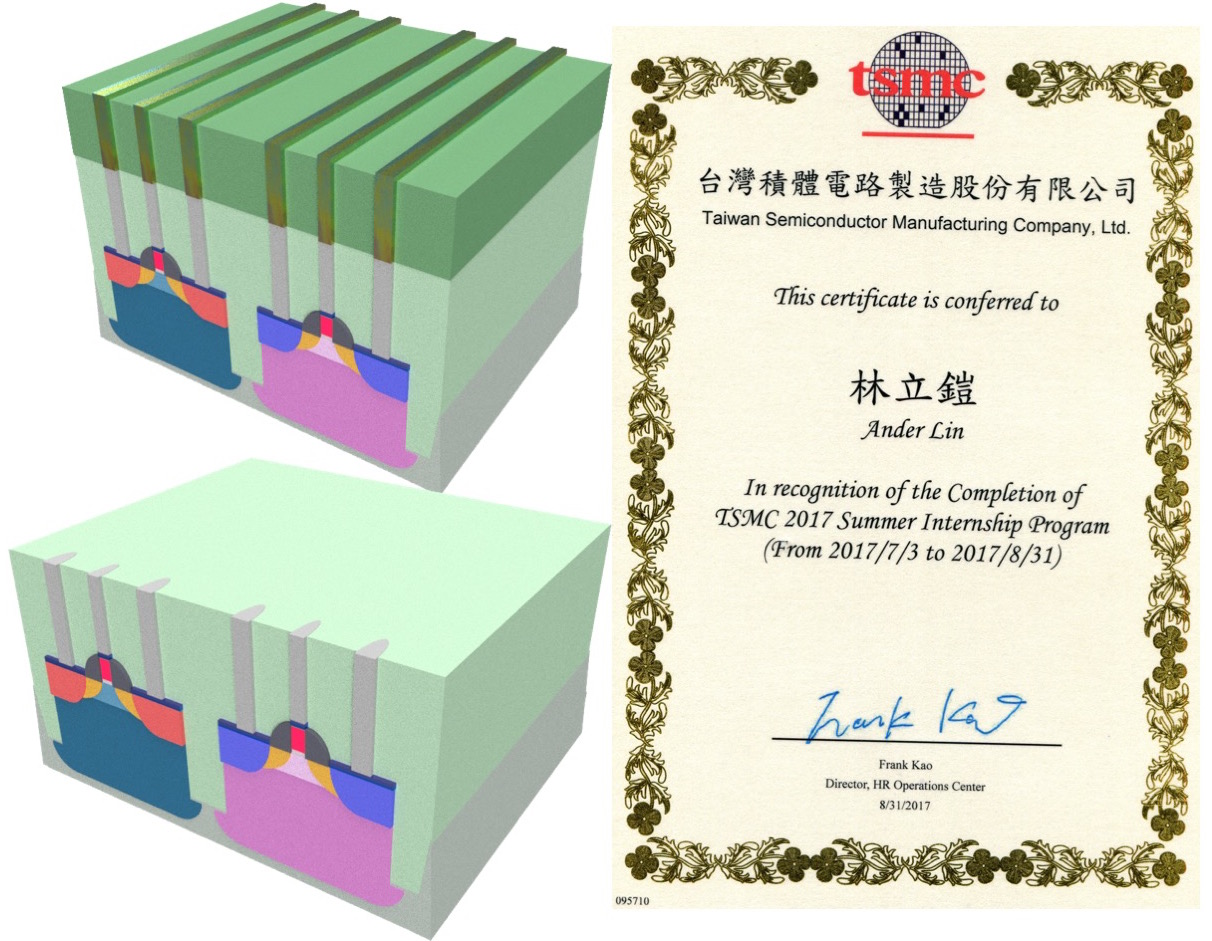 tsmc
台灣積體電路製造股份有限公司
Taiwan Semiconductor Manufacturing Company, Ltd.
This certificate is conferred to
林立鎧
Ander Lin
In recognition of the Completion of
TSMC 2017 Summer Internship Program
(From 2017/7/3 to 2017/8/31)
Frank Kao
Frank Kao
Director, HR Operations Center
8/31/2017
095710